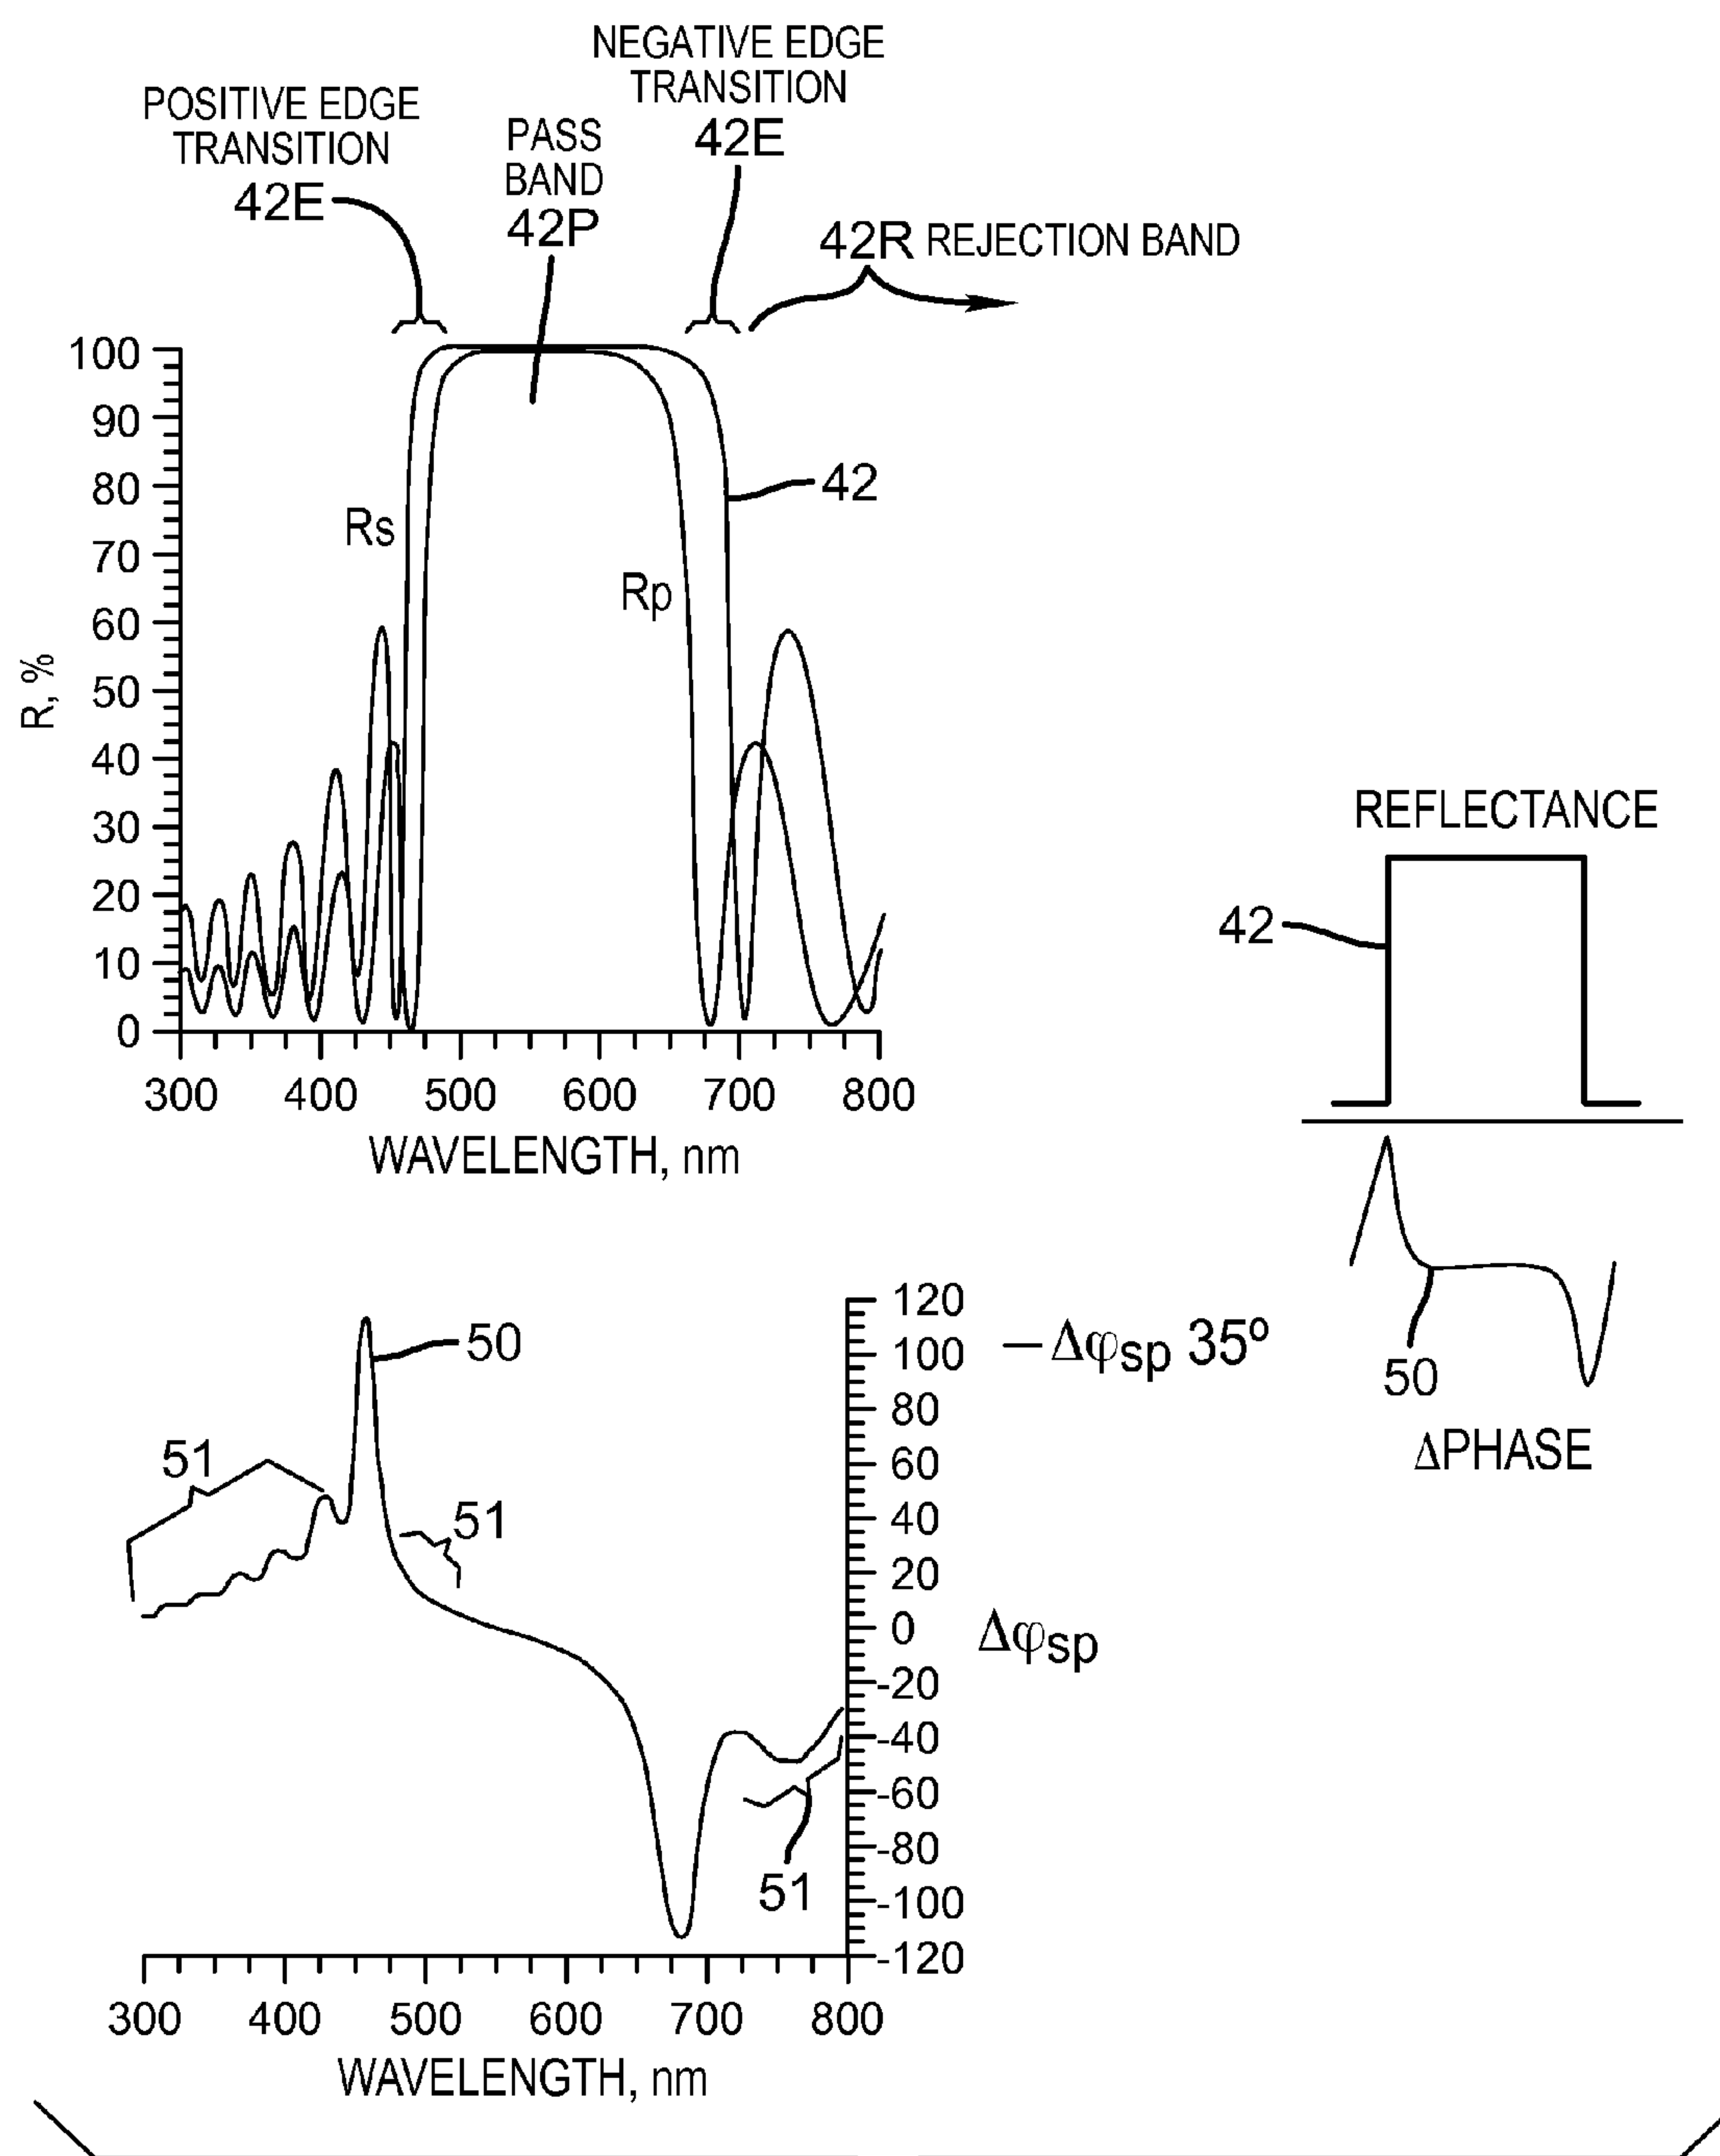 NEGATIVE EDGE
TRANSITION
42E
POSITIVE EDGE
TRANSITION
42E
PASS
BAND
42P
42R REJECTION BAND
100
90
80
70
60
50
40
30
20
10
0
R, %
Rs
Rp
42
300 400 500 600 700 800
WAVELENGTH, nm
REFLECTANCE
42
50
ΔPHASE
120
100
80
60
40
20
0
-20
-40
-60
-80
-100
-120
— Δφsp 35º
Δφsp
50
51
51
51
300 400 500 600 700 800
WAVELENGTH, nm